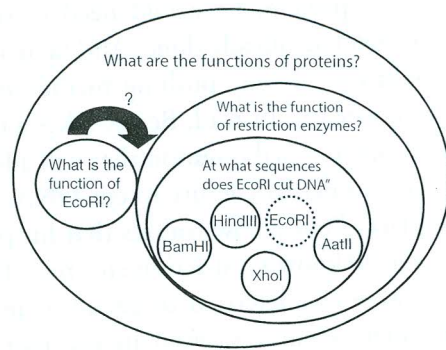 What are the functions of proteins?
?
What is the function
of restriction enzymes?
What is the
function of
EcoRI?
At what sequences
does EcoRI cut DNA"
HindIII
EcoRI
BamHI
AatII
XhoI